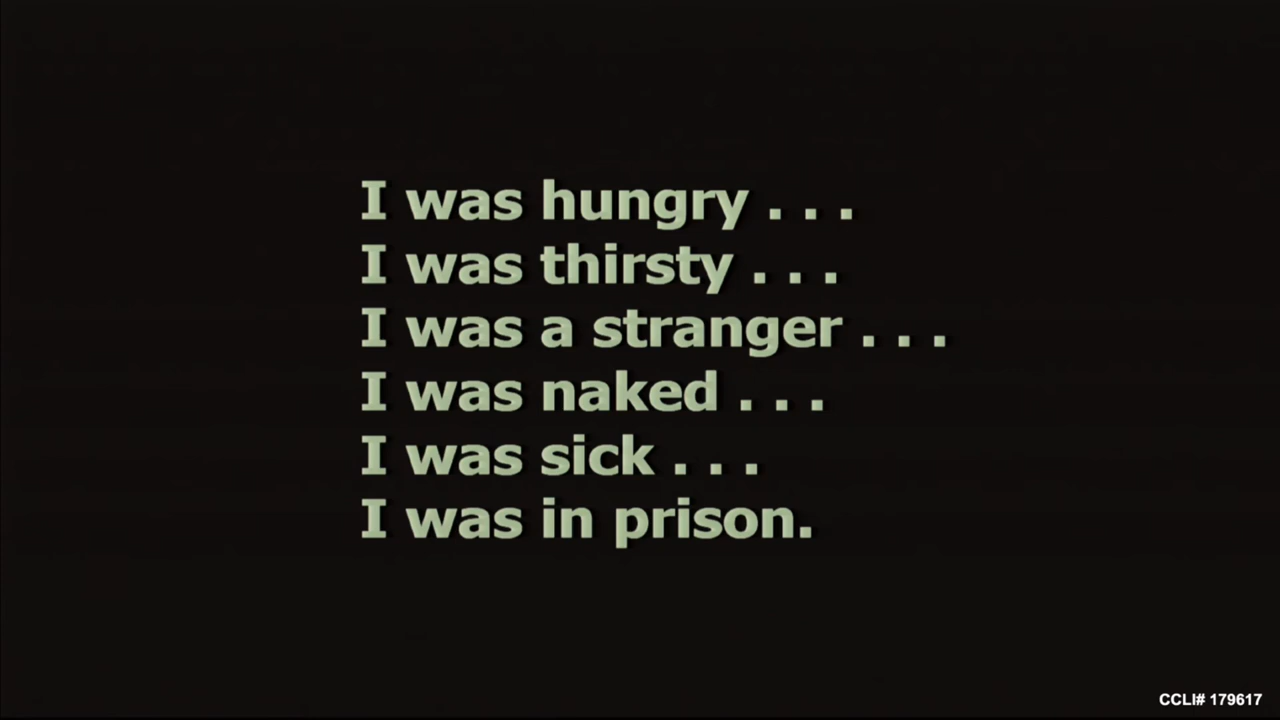 I was hungry . . .
I was thirsty . . .
I was a stranger . . .
I was naked . . .
I was sick . . .
I was in prison.
CCLI# 179617